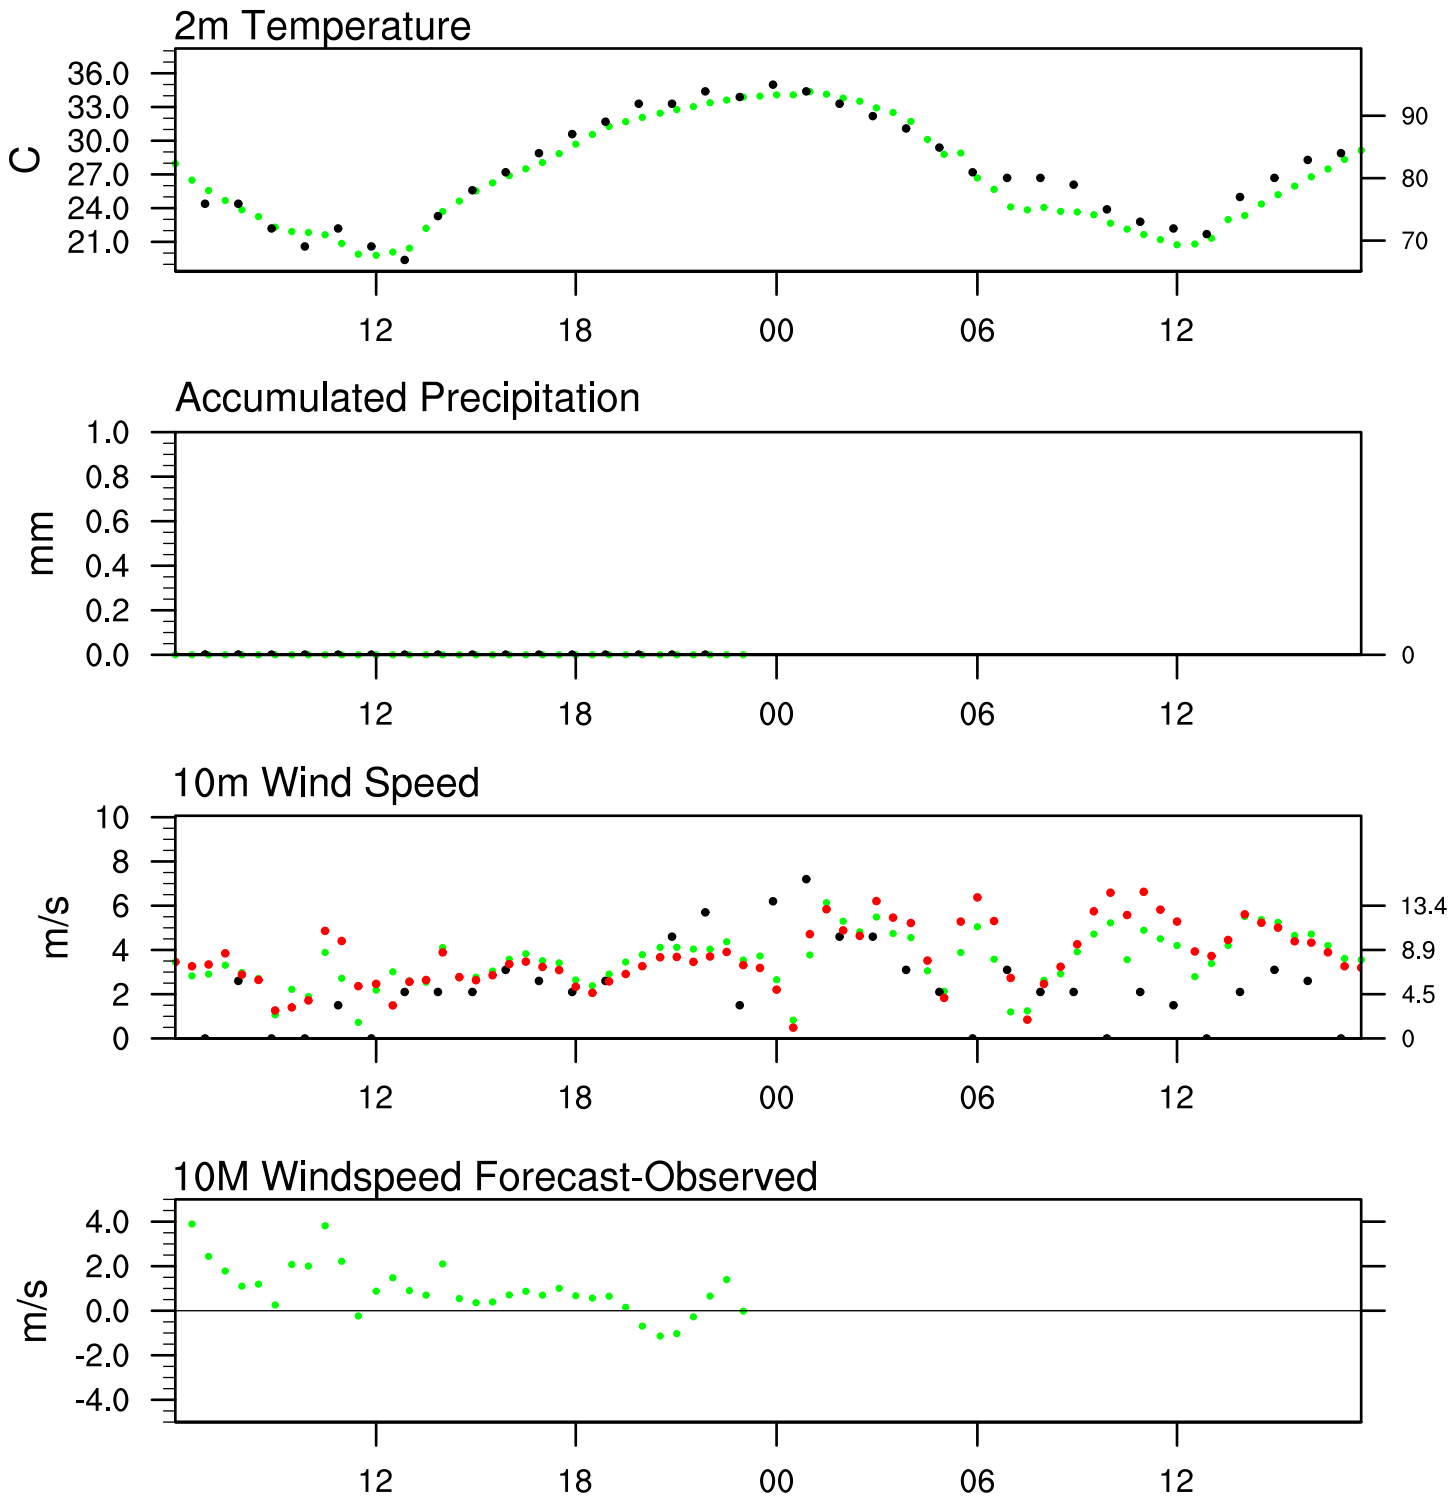 2m Temperature
36.0
33.0
30.0
27.0
24.0
21.0
C
90
80
70
12 18 00 06 12
Accumulated Precipitation
1.0
0.8
0.6
0.4
0.2
0.0
mm
0
12 18 00 06 12
10m Wind Speed
10
8
6
4
2
0
m/s
13.4
8.9
4.5
0
12 18 00 06 12
10M Windspeed Forecast-Observed
4.0
2.0
0.0
-2.0
-4.0
m/s
12 18 00 06 12